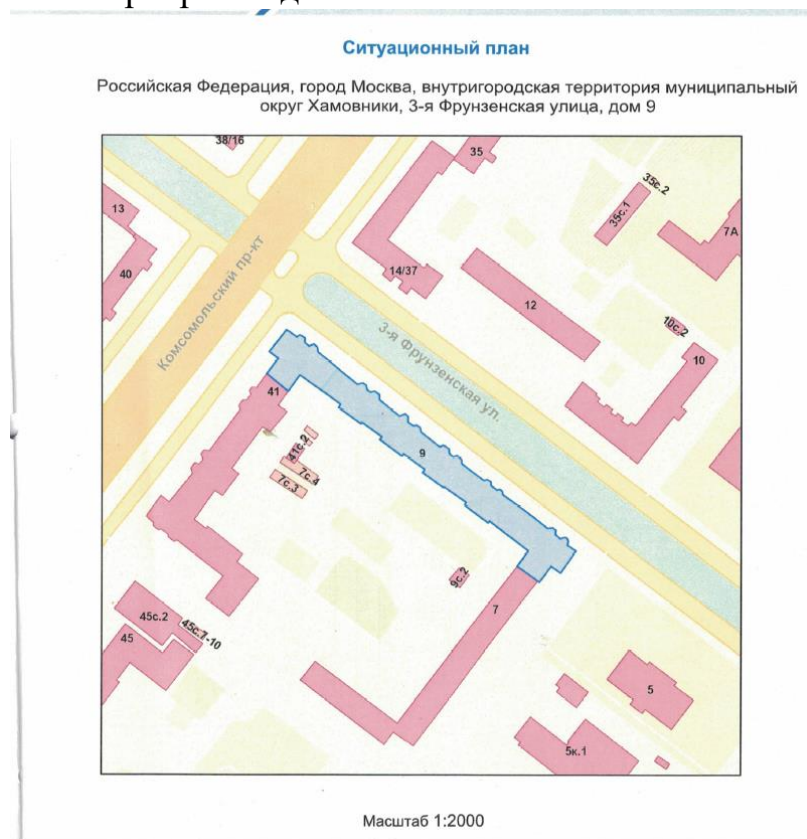 Ситуационный план
Российская Федерация, город Москва, внутригородская территория муниципальный
округ Хамовники, 3-я Фрунзенская улица, дом 9
38/16
35
35с.2
35с.1
13
7А
40
14/37
Комсомольский пр-кт
12
3-я Фрунзенская ул.
10с.2
10
41
9
41с.2
7с.4
7с.3
9с.2
7
45с.2
45с.7-10
45
5
5к.1
Масштаб 1:2000